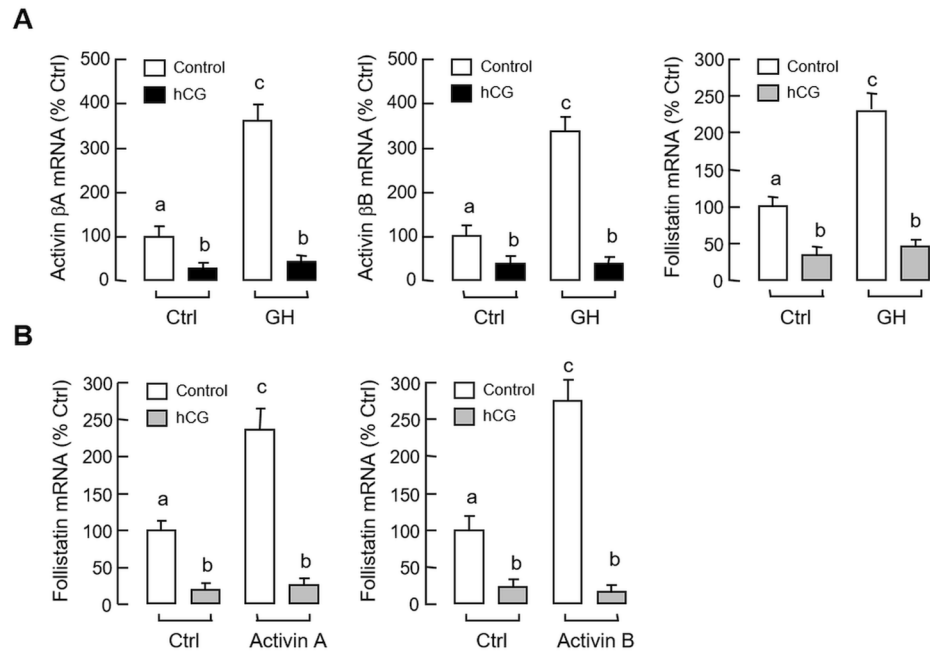 A
Activin βA mRNA (% Ctrl)
500
400
300
200
100
0
Control
hCG
a
b
c
b
Ctrl
GH
Activin βB mRNA (% Ctrl)
500
400
300
200
100
0
Control
hCG
a
b
c
b
Ctrl
GH
Follistatin mRNA (% Ctrl)
300
250
200
150
100
50
0
Control
hCG
a
b
c
b
Ctrl
GH
B
Follistatin mRNA (% Ctrl)
300
250
200
150
100
50
0
Control
hCG
a
b
c
b
Ctrl
Activin A
Follistatin mRNA (% Ctrl)
300
250
200
150
100
50
0
Control
hCG
a
b
c
b
Ctrl
Activin B